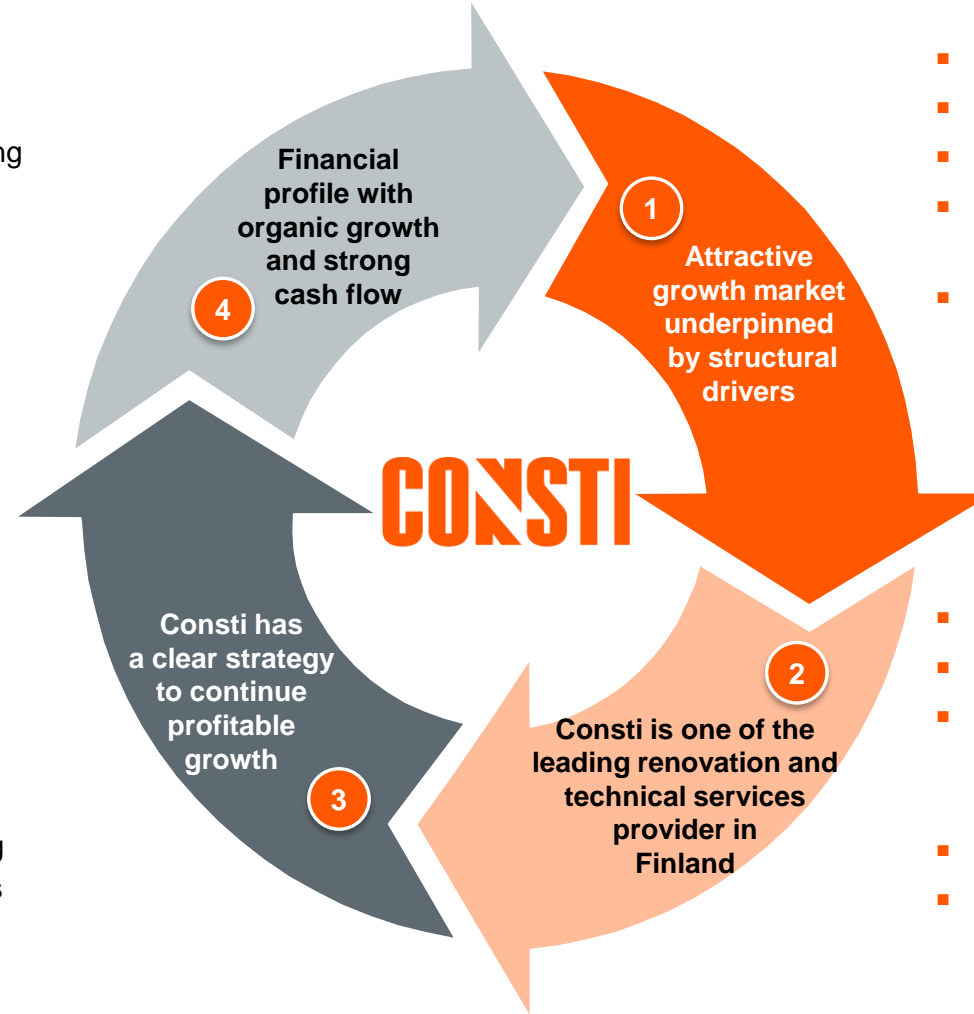 Financial
profile with
organic growth
and strong
cash flow
4
1
Attractive
growth market
underpinned
by structural
drivers
CONSTI
Consti has
a clear strategy
to continue
profitable
growth
3
2
Consti is one of the
leading renovation and
technical services
provider in
Finland